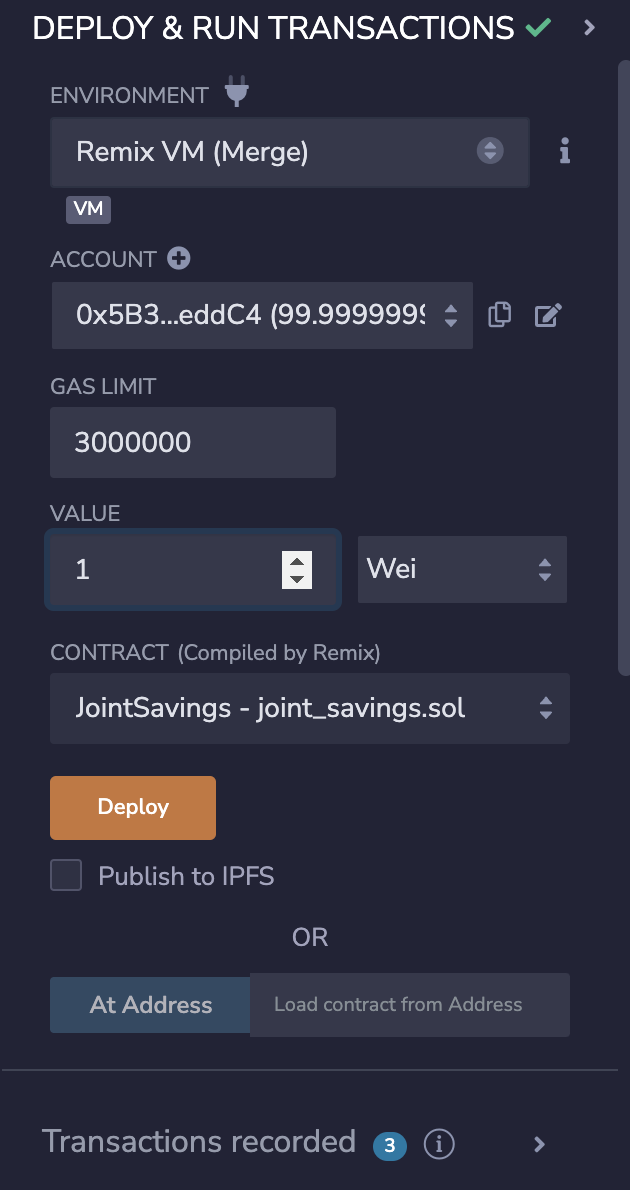 DEPLOY & RUN TRANSACTIONS
ENVIRONMENT
Remix VM (Merge)
VM
ACCOUNT
0x5B3...eddC4 (99.9999999
GAS LIMIT
3000000
VALUE
1 Wei
CONTRACT (Compiled by Remix)
JointSavings - joint_savings.sol
Deploy
Publish to IPFS
OR
At Address Load contract from Address
Transactions recorded 3 i